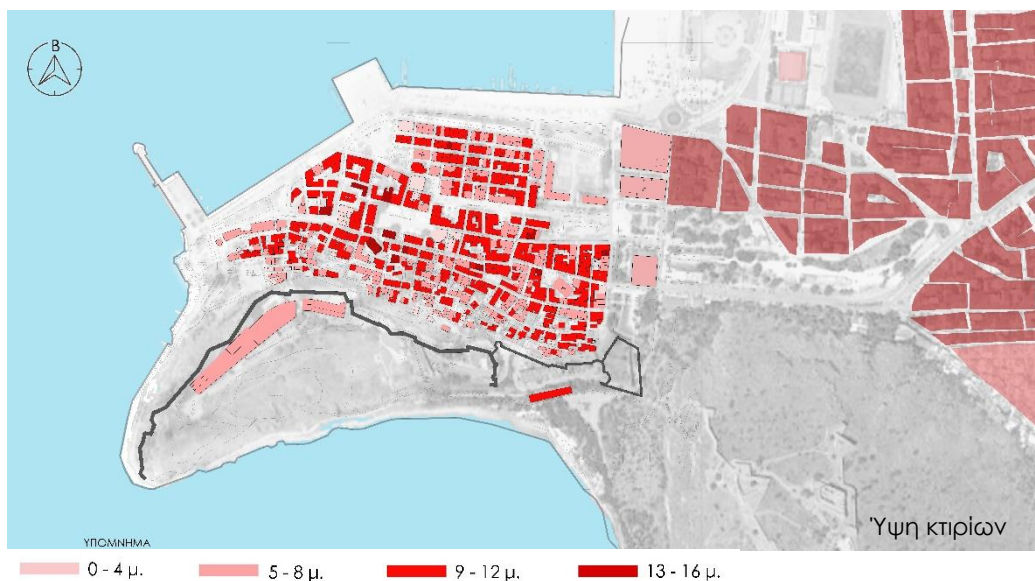 Β
Ύψη κτιρίων
ΥΠΟΜΝΗΜΑ
0 - 4 μ.
5 - 8 μ.
9 - 12 μ.
13 - 16 μ.